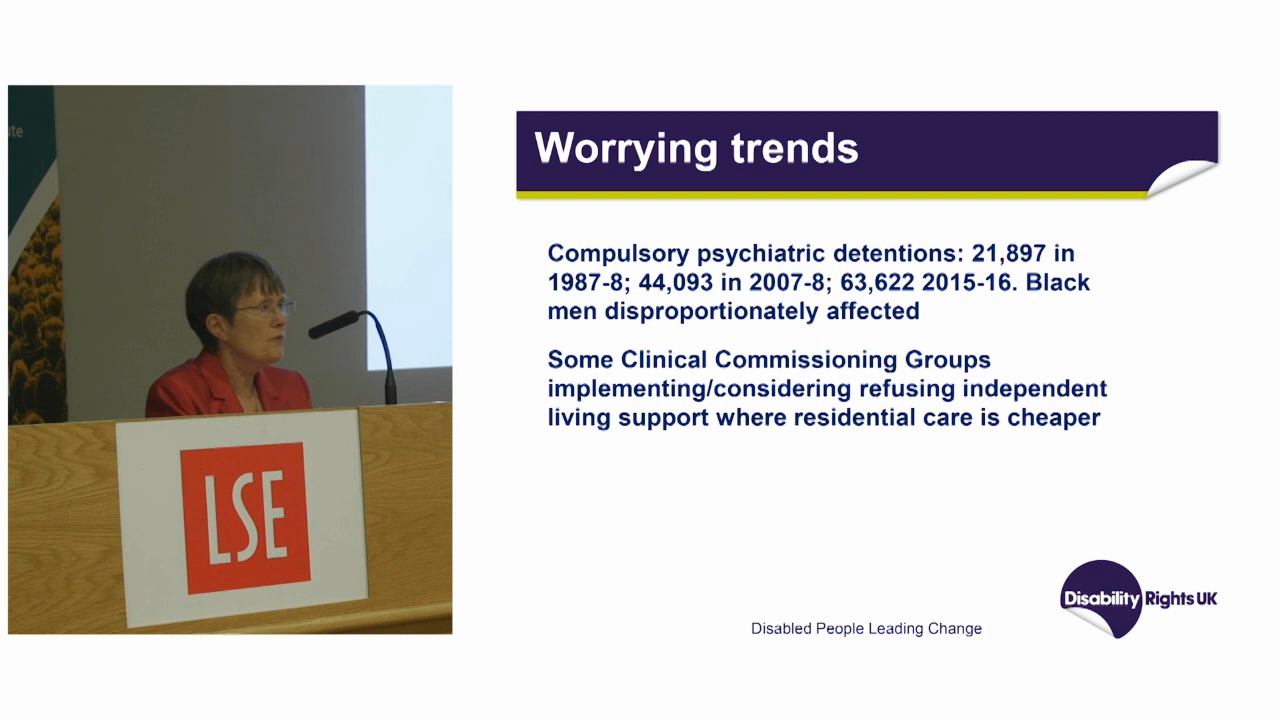 ute
LSE
Worrying trends
Compulsory psychiatric detentions: 21,897 in
1987-8; 44,093 in 2007-8; 63,622 2015-16. Black
men disproportionately affected
Some Clinical Commissioning Groups
implementing/considering refusing independent
living support where residential care is cheaper
Disabled People Leading Change
Disability Rights UK